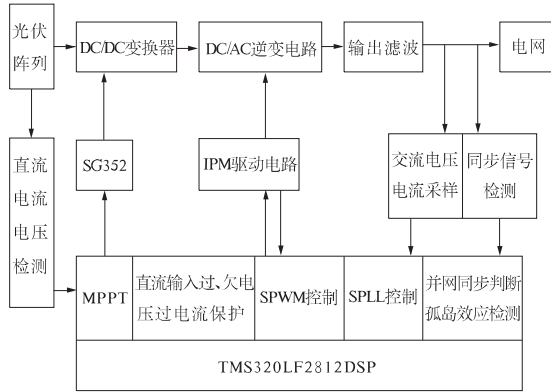 光伏
阵列
DC/DC变换器
DC/AC逆变电路
输出滤波
电网
直流
电流
电压
检测
SG352
IPM驱动电路
交流电压
电流采样
同步信号
检测
MPPT
直流输入过、欠电
压过电流保护
SPWM控制
SPLL控制
并网同步判断
孤岛效应检测
TMS320LF2812DSP